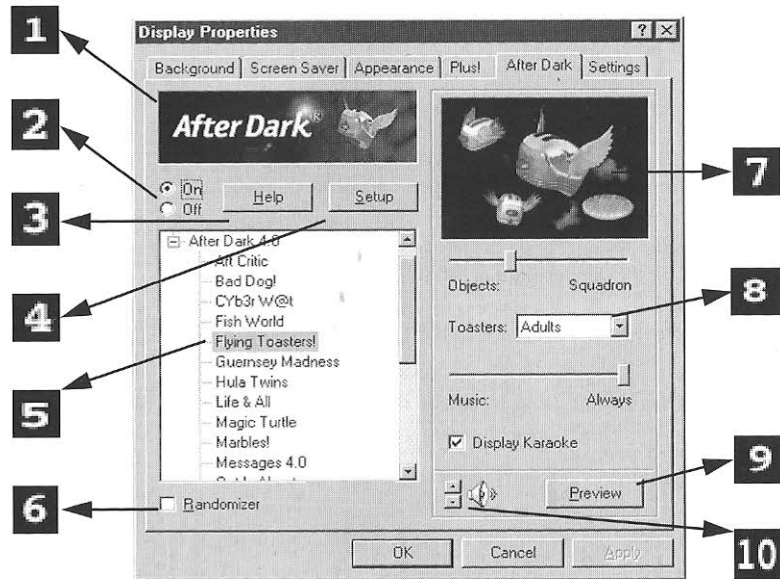 1
Display Properties
Background Screen Saver Appearance Plus! After Dark Settings
After Dark®
2
On
Off
Help
Setup
3
4
After Dark 4.0
Art Critic
Bad Dog!
CYb3r W@t
Fish World
Flying Toasters!
Guernsey Madness
Hula Twins
Life & All
Magic Turtle
Marbles!
Messages 4.0
5
6
Randomizer
7
Objects: Squadron
8
Toasters: Adults
Music: Always
Display Karaoke
9
Preview
10
OK Cancel Apply